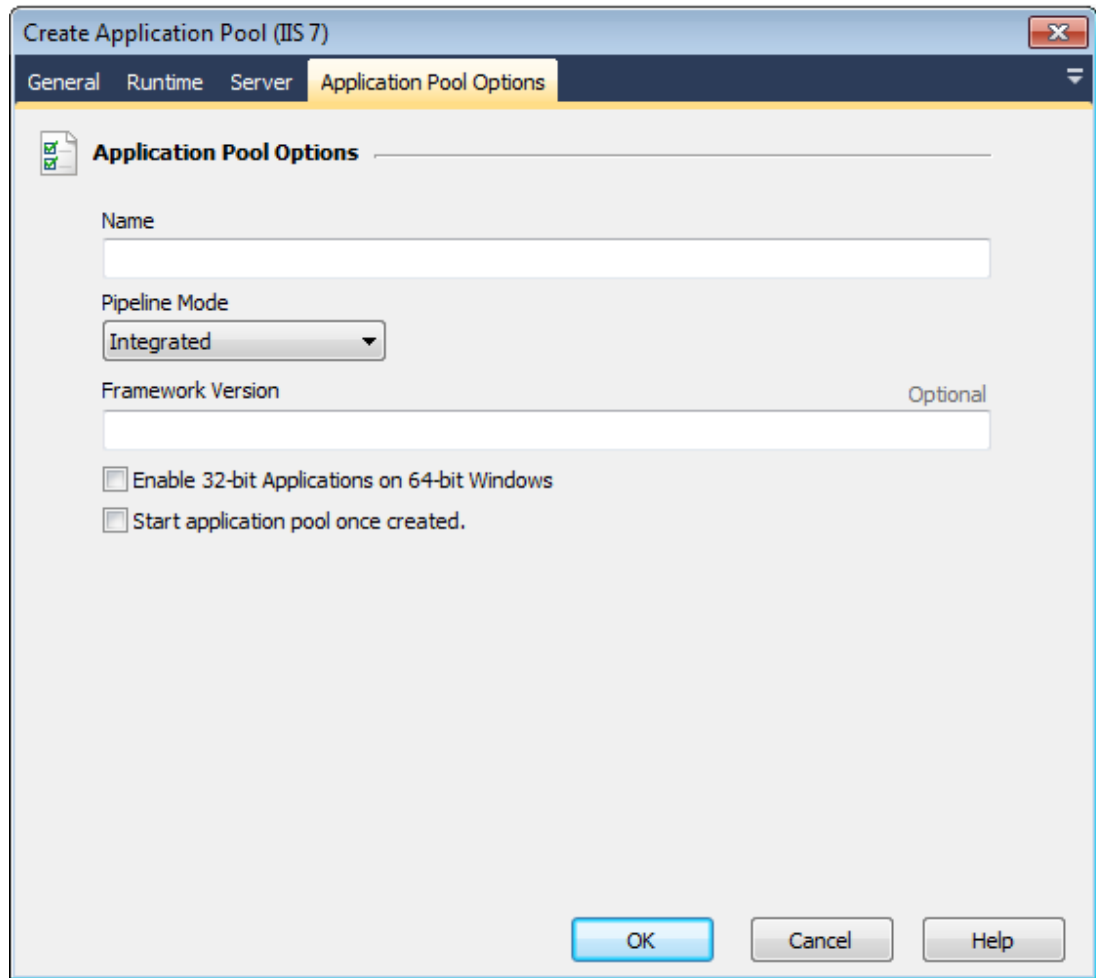 Create Application Pool (IIS 7)
General Runtime Server Application Pool Options
Application Pool Options
Name
Pipeline Mode
Integrated
Framework Version Optional
Enable 32-bit Applications on 64-bit Windows
Start application pool once created.
OK Cancel Help